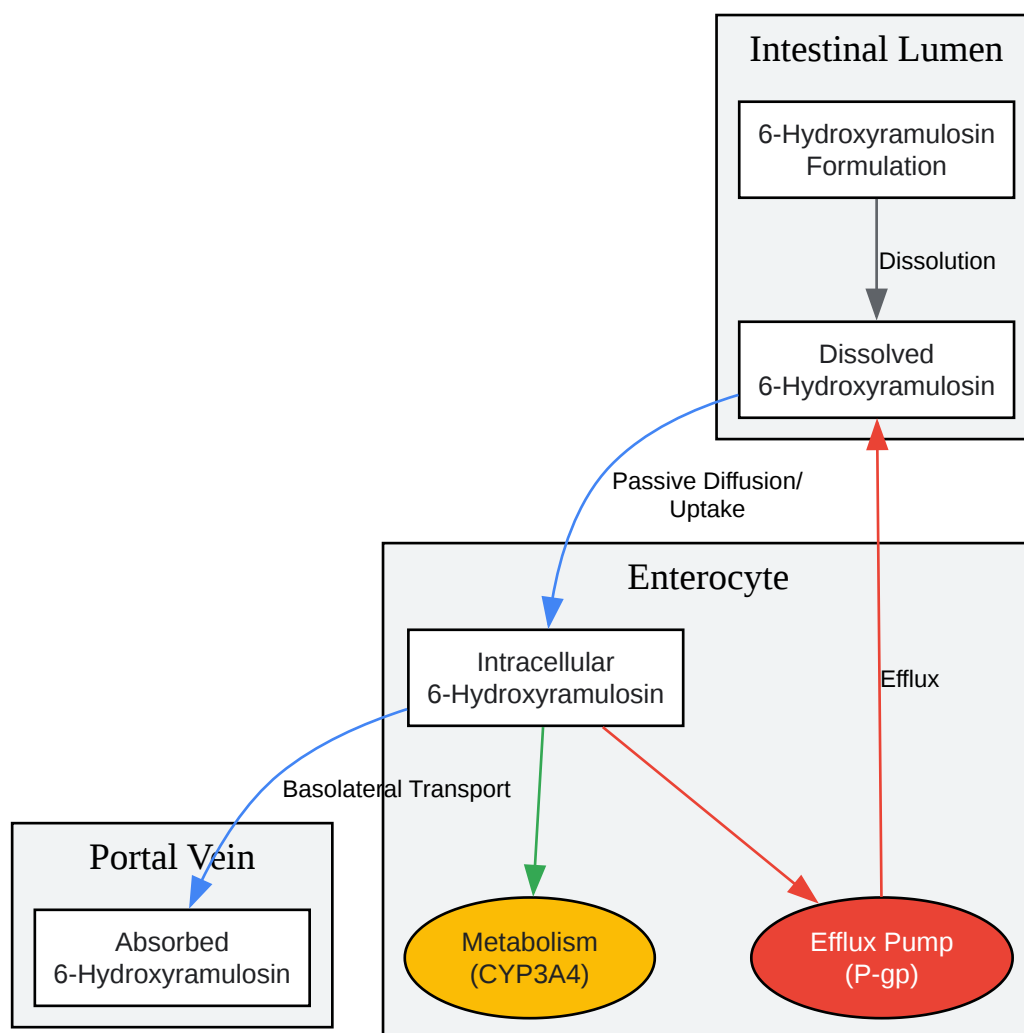 Intestinal Lumen
6-Hydroxyramulosin
Formulation
Dissolution
Dissolved
6-Hydroxyramulosin
Passive Diffusion/
Uptake
Enterocyte
Intracellular
6-Hydroxyramulosin
Efflux
Basolateral Transport
Portal Vein
Absorbed
6-Hydroxyramulosin
Metabolism
(CYP3A4)
Efflux Pump
(P-gp)